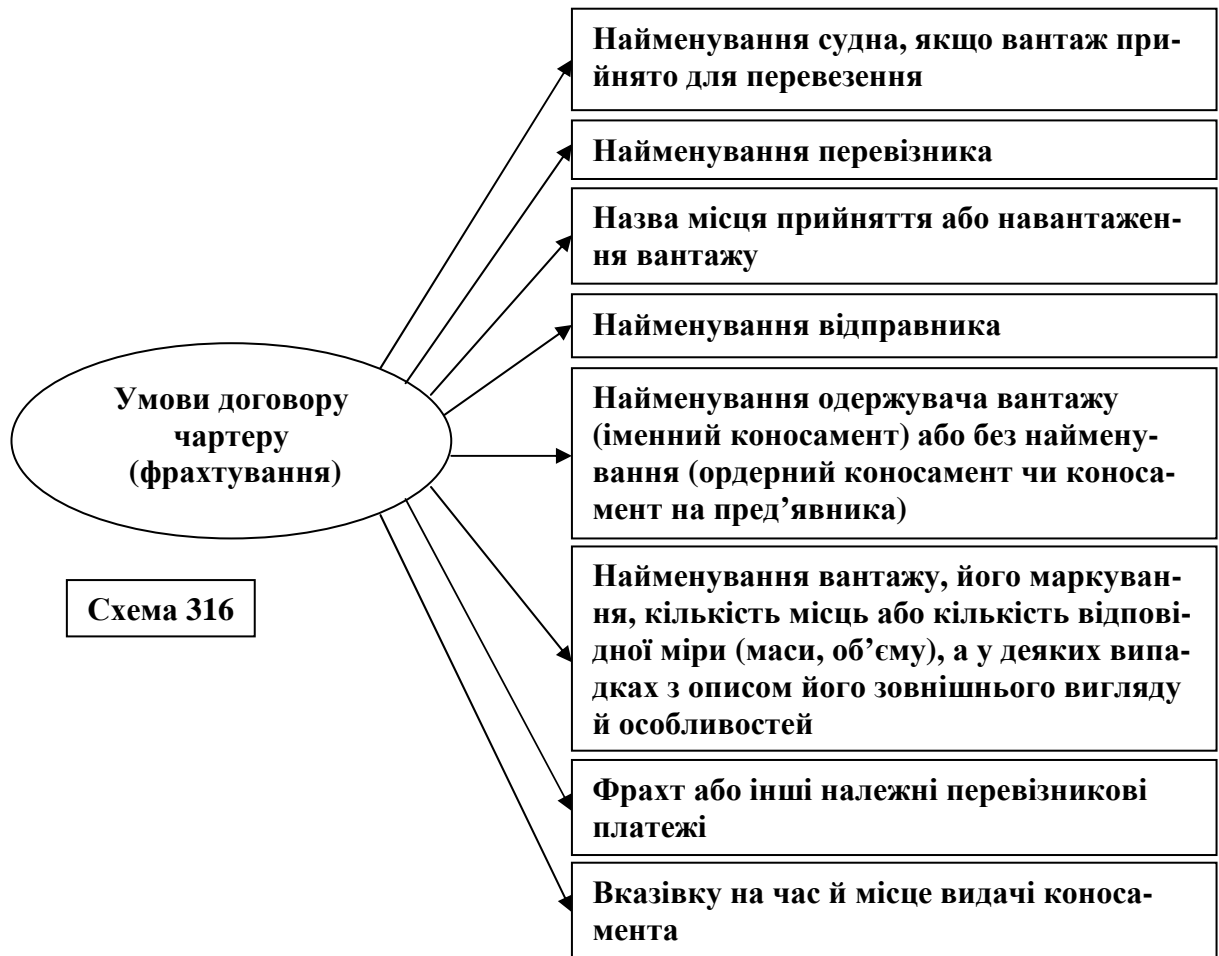 Найменування судна, якщо вантаж при-
йнято для перевезення
Найменування перевізника
Назва місця прийняття або навантажен-
ня вантажу
Найменування відправника
Умови договору
чартеру
(фрахтування)
Найменування одержувача вантажу
(іменний коносамент) або без найме​ну-
вання (ордерний коносамент чи коноса-
мент на пред’явника)
Схема 316
Найменування вантажу, його маркуван-
ня, кількість місць або кількість відпові-
дної міри (маси, об’єму), а у деяких випа-
дках з описом його зовнішнього вигляду
й особливостей
Фрахт або інші належні перевізникові
платежі
Вказівку на час й місце видачі коноса-
мента